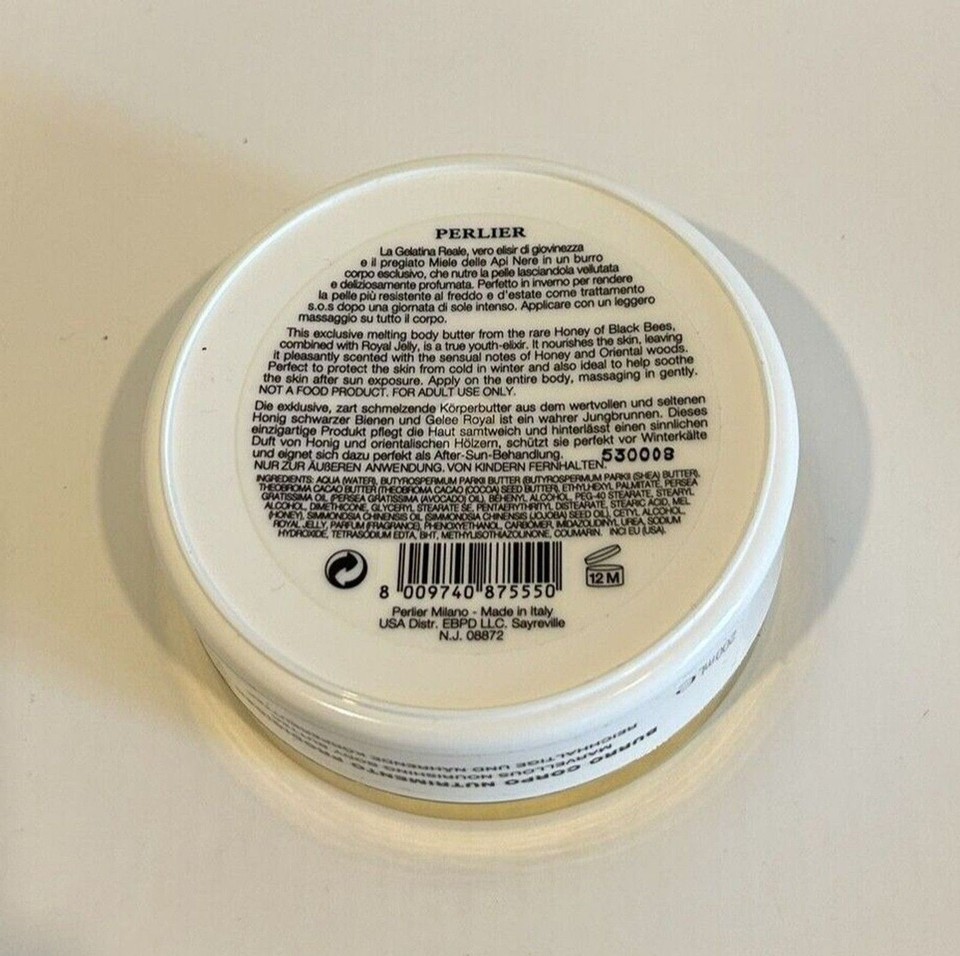 PERLIER
La Gelatina Reale, vero elisir di giovinezza
e il pregiato Miele delle Api Nere in un burro
corpo esclusivo, che nutre la pelle lasciandola vellutata
e deliziosamente profumata. Perfetto in inverno per rendere
la pelle più resistente al freddo e d'estate come trattamento
s.o.s dopo una giornata di sole intenso. Applicare con un leggero
massaggio su tutto il corpo.
This exclusive melting body butter from the rare Honey of Black Bees,
combined with Royal Jelly, is a true youth-elixir. It nourishes the skin, leaving
it pleasantly scented with the sensual notes of Honey and Oriental woods.
Perfect to protect the skin from cold in winter and also ideal to help soothe
the skin after sun exposure. Apply on the entire body, massaging in gently.
NOT A FOOD PRODUCT. FOR ADULT USE ONLY.
Die exklusive, zart schmelzende Körperbutter aus dem wertvollen und seltenen
Honig schwarzer Bienen und Gelee Royal ist ein wahrer Jungbrunnen. Dieses
einzigartige Produkt pflegt die Haut samtweich und hinterlässt einen sinnlichen
Duft von Honig und orientalischen Hölzern, schützt sie perfekt vor Winterkälte
und eignet sich dazu perfekt als After-Sun-Behandlung. 530008
NUR ZUR ÄUßEREN ANWENDUNG. VON KINDERN FERNHALTEN.
INGREDIENTS: AQUA (WATER), BUTYROSPERMUM PARKII BUTTER (BUTYROSPERMUM PARKII (SHEA) BUTTER),
THEOBROMA CACAO BUTTER (THEOBROMA CACAO (COCOA) SEED BUTTER), ETHYLHEXYL PALMITATE, PERSEA
GRATISSIMA OIL (PERSEA GRATISSIMA (AVOCADO) OIL), BEHENYL ALCOHOL, PEG-40 STEARATE, STEARYL
ALCOHOL, DIMETHICONE, GLYCERYL STEARATE SE, PENTAERYTHRITYL DISTEARATE, STEARIC ACID, MEL
(HONEY), SIMMONDSIA CHINENSIS OIL (SIMMONDSIA CHINENSIS (JOJOBA) SEED OIL), CETYL ALCOHOL,
ROYAL JELLY, PARFUM (FRAGRANCE), PHENOXYETHANOL, CARBOMER, IMIDAZOLIDINYL UREA, SODIUM
HYDROXIDE, TETRASODIUM EDTA, BHT, METHYLISOTHIAZOLINONE, COUMARIN. INCI EU (USA).
12 M
8 009740 875550
Perlier Milano - Made in Italy
USA Distr. EBPD LLC. Sayreville
N.J. 08872
200mL e
BURRO CORPO NUTRIMENTO
MARVELLOUS NOURISHING BODY
REICHHALTIGE UND NÄHRENDE